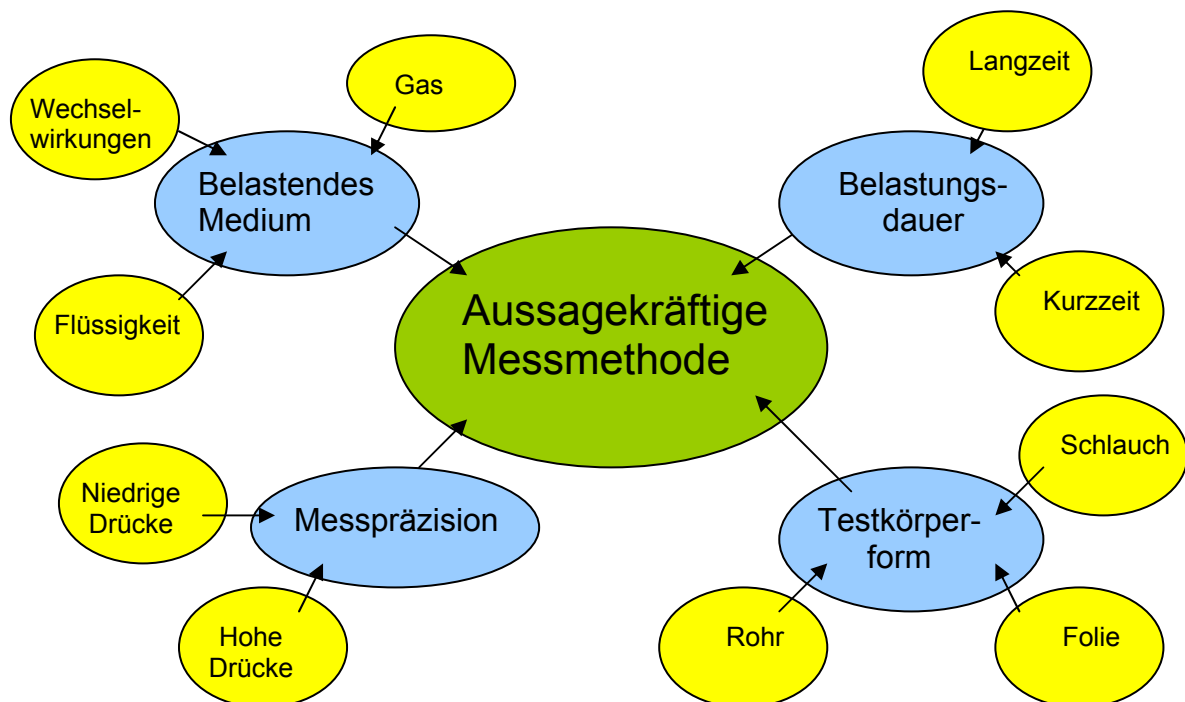 Wechsel-
wirkungen
Gas
Langzeit
Belastendes
Medium
Belastungs-
dauer
Flüssigkeit
Kurzzeit
Aussagekräftige
Messmethode
Schlauch
Niedrige
Drücke
Messpräzision
Testkörper-
form
Hohe
Drücke
Rohr
Folie